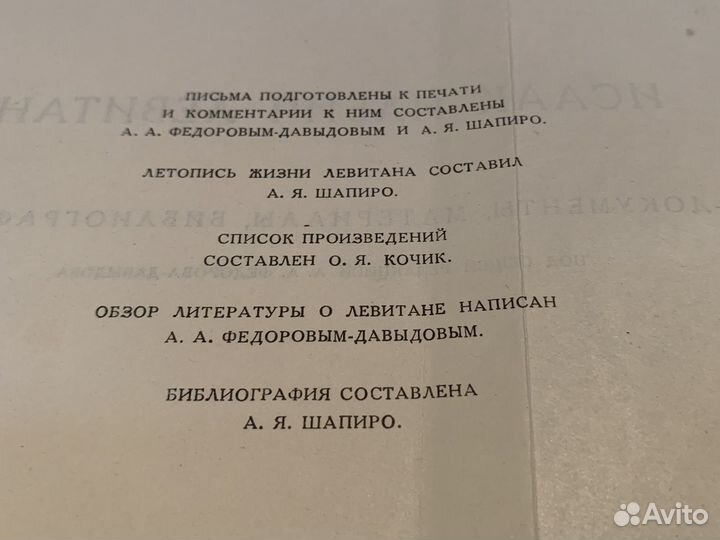 ПИСЬМА ПОДГОТОВЛЕНЫ К ПЕЧАТИ
И КОММЕНТАРИИ К НИМ СОСТАВЛЕНЫ
А. А. ФЕДОРОВЫМ-ДАВЫДОВЫМ И А. Я. ШАПИРО.
ЛЕТОПИСЬ ЖИЗНИ ЛЕВИТАНА СОСТАВИЛ
А. Я. ШАПИРО.
СПИСОК ПРОИЗВЕДЕНИЙ
СОСТАВЛЕН О. Я. КОЧИК.
ОБЗОР ЛИТЕРАТУРЫ О ЛЕВИТАНЕ НАПИСАН
А. А. ФЕДОРОВЫМ-ДАВЫДОВЫМ.
БИБЛИОГРАФИЯ СОСТАВЛЕНА
А. Я. ШАПИРО.
Avito